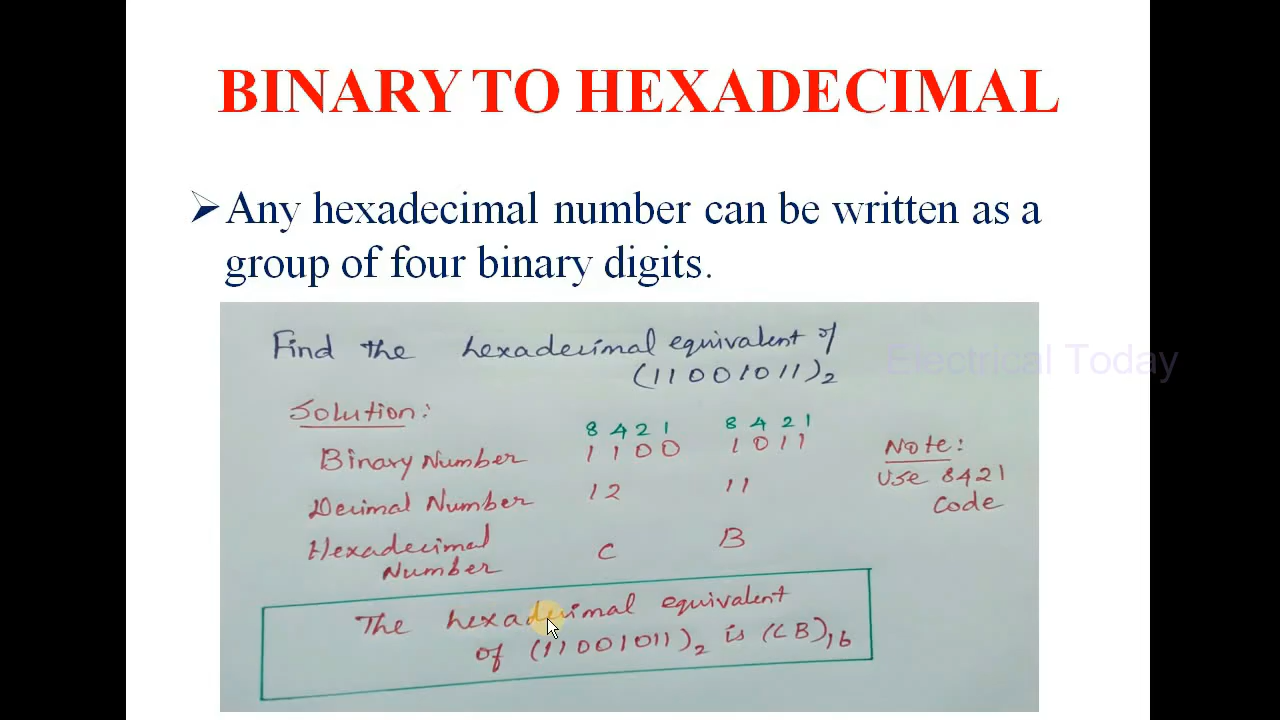 BINARY TO HEXADECIMAL
Any hexadecimal number can be written as a
group of four binary digits.
Find the hexadecimal equivalent of
(11001011)2
Electrical Today
Solution:
8 4 2 1 8 4 2 1
Binary Number 1 1 0 0 1 0 1 1
Note:
Use 8421
Code
Decimal Number 12 11
Hexadecimal
Number C B
The hexadecimal equivalent
of (11001011)2 is (CB)16